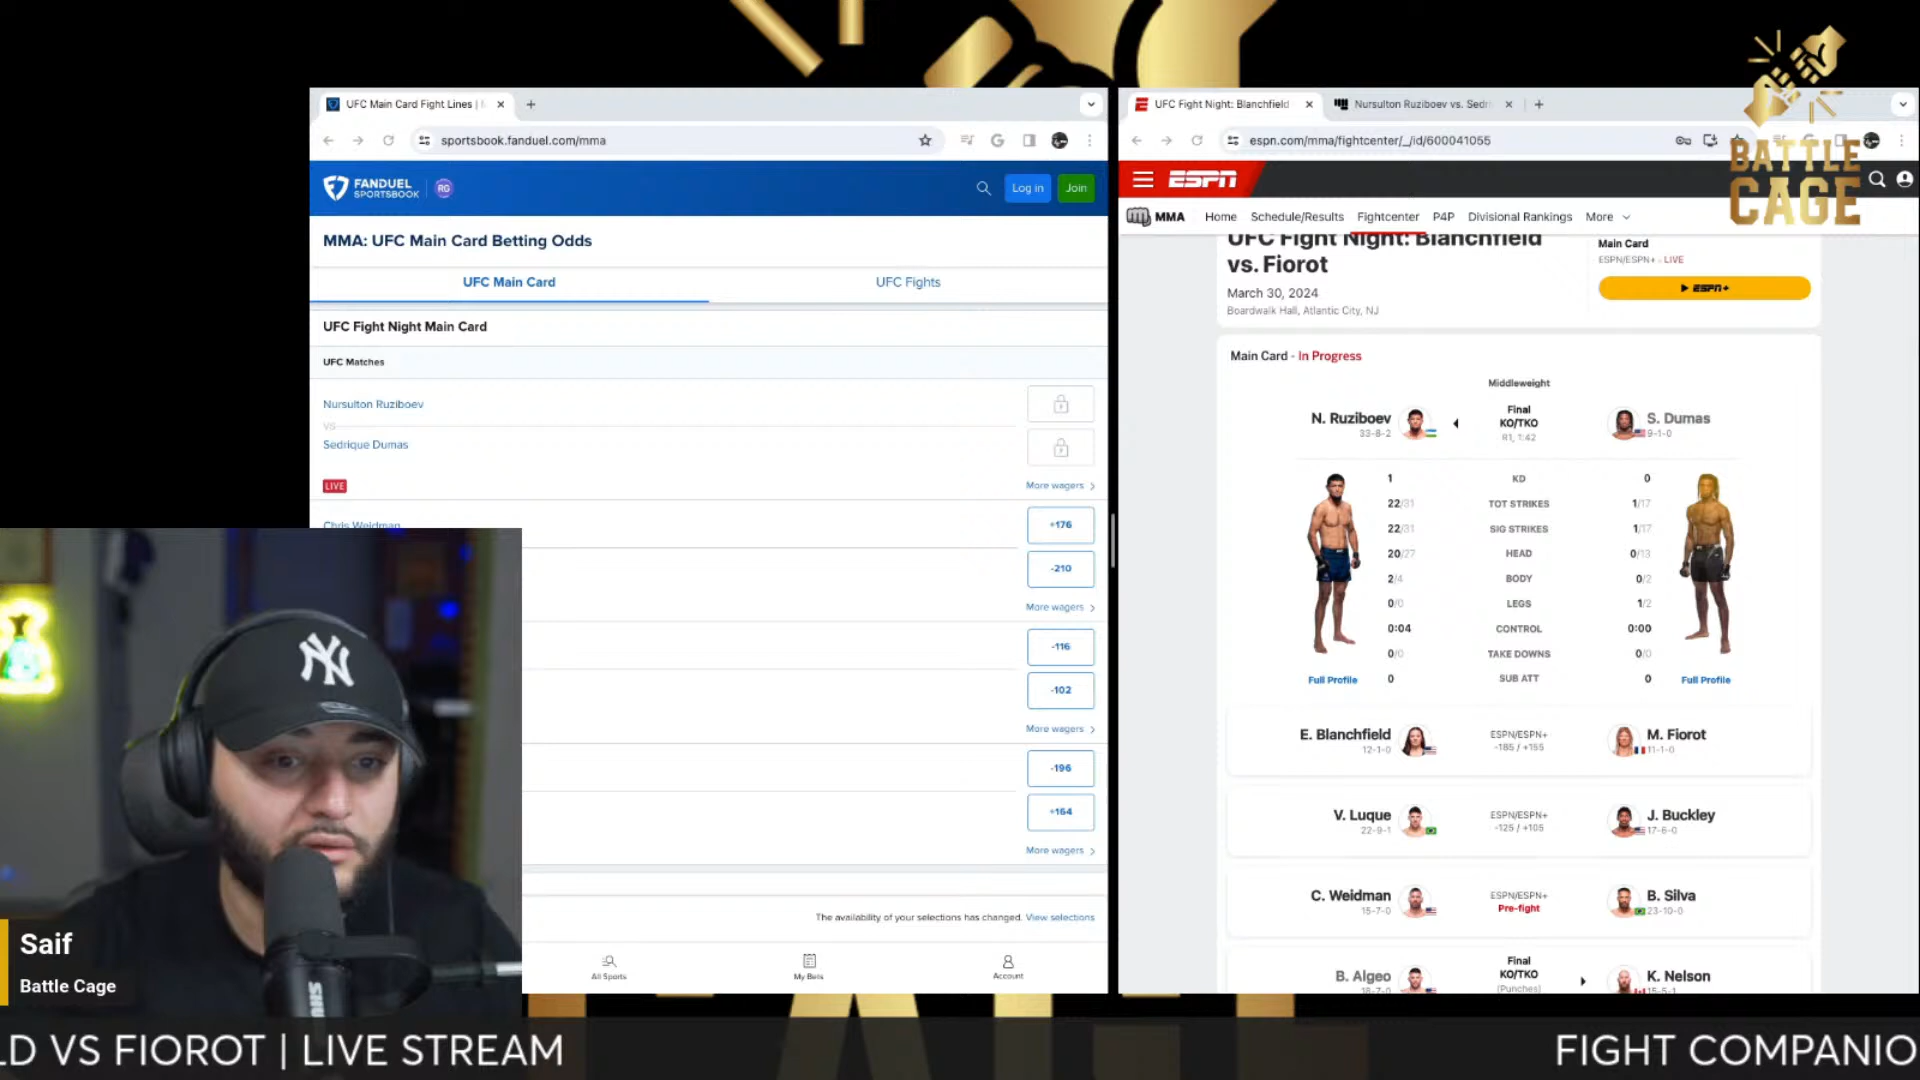 UFC Main Card Fight Lines |
sportsbook.fanduel.com/mma
FANDUEL
SPORTSBOOK
RG
Log in
Join
MMA: UFC Main Card Betting Odds
UFC Main Card
UFC Fights
UFC Fight Night Main Card
UFC Matches
Nursulton Ruziboev
VS
Sedrique Dumas
LIVE
More wagers
Chris Weidman
+176
-210
More wagers
-116
-102
More wagers
-196
+164
More wagers
The availability of your selections has changed. View selections
All Sports
My Bets
Account
UFC Fight Night: Blanchfield
Nursulton Ruziboev vs. Sedri
espn.com/mma/fightcenter/_/id/600041055
BATTLE
CAGE
ESPN
MMA
Home
Schedule/Results
Fightcenter
P4P
Divisional Rankings
More
UFC Fight Night: Blanchfield
vs. Fiorot
March 30, 2024
Boardwalk Hall, Atlantic City, NJ
Main Card
ESPN/ESPN+ - LIVE
ESPN+
Main Card - In Progress
Middleweight
N. Ruziboev
33-8-2
Final
KO/TKO
R1, 1:42
S. Dumas
9-1-0
1 KD 0
22/31 TOT STRIKES 1/17
22/31 SIG STRIKES 1/17
20/27 HEAD 0/13
2/4 BODY 0/2
0/0 LEGS 1/2
0:04 CONTROL 0:00
0/0 TAKE DOWNS 0/0
Full Profile 0 SUB ATT 0 Full Profile
E. Blanchfield
12-1-0
ESPN/ESPN+
-185 / +155
M. Fiorot
11-1-0
V. Luque
22-9-1
ESPN/ESPN+
-125 / +105
J. Buckley
17-6-0
C. Weidman
15-7-0
ESPN/ESPN+
Pre-fight
B. Silva
23-10-0
B. Algeo
18-7-0
Final
KO/TKO
(Punches)
K. Nelson
15-5-1
NY
SHU
Saif
Battle Cage
LD VS FIOROT | LIVE STREAM
FIGHT COMPANIO